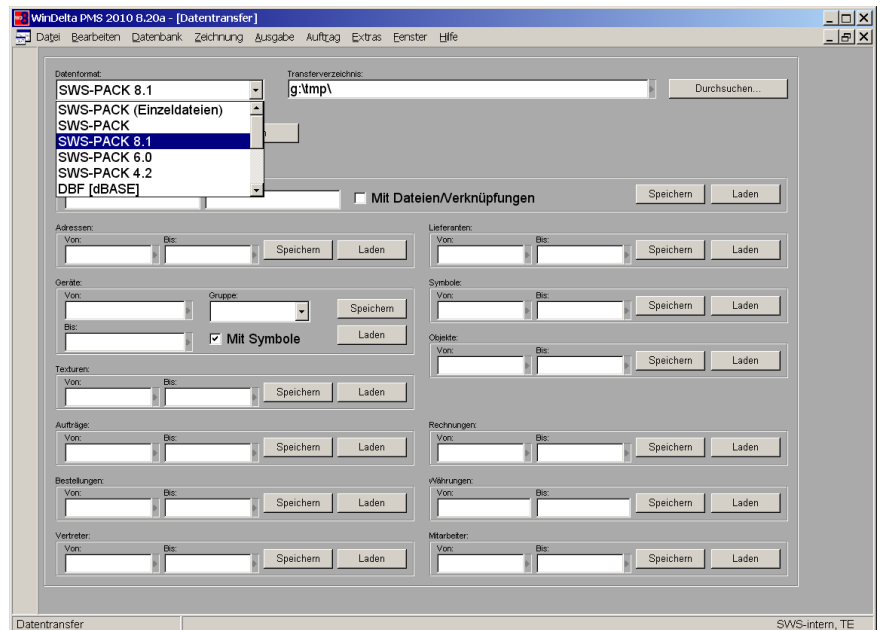 WinDelta PMS 2010 8.20a - [Datentransfer]
Datei Bearbeiten Datenbank Zeichnung Ausgabe Auftrag Extras Fenster Hilfe
Datenformat: Transferverzeichnis:
SWS-PACK 8.1 g:\tmp\ Durchsuchen...
SWS-PACK (Einzeldateien)
SWS-PACK
SWS-PACK 8.1
SWS-PACK 6.0
SWS-PACK 4.2
DBF [dBASE]
Mit Dateien/Verknüpfungen Speichern Laden
Adressen: Lieferanten:
Von: Bis: Speichern Laden Von: Bis: Speichern Laden
Geräte: Symbole:
Von: Gruppe: Speichern Von: Bis: Speichern Laden
Bis: Mit Symbole Laden
Objekte:
Von: Bis: Speichern Laden
Texturen:
Von: Bis: Speichern Laden
Aufträge: Rechnungen:
Von: Bis: Speichern Laden Von: Bis: Speichern Laden
Bestellungen: Währungen:
Von: Bis: Speichern Laden Von: Bis: Speichern Laden
Vertreter: Mitarbeiter:
Von: Bis: Speichern Laden Von: Bis: Speichern Laden
Datentransfer SWS-intern, TE